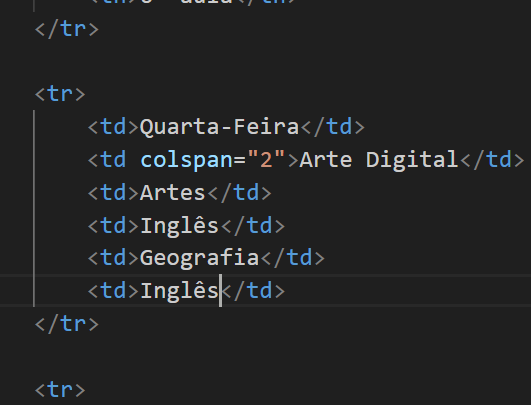 </tr>
<tr>
<td>Quarta-Feira</td>
<td colspan="2">Arte Digital</td>
<td>Artes</td>
<td>Inglês</td>
<td>Geografia</td>
<td>Inglês</td>
</tr>
<tr>